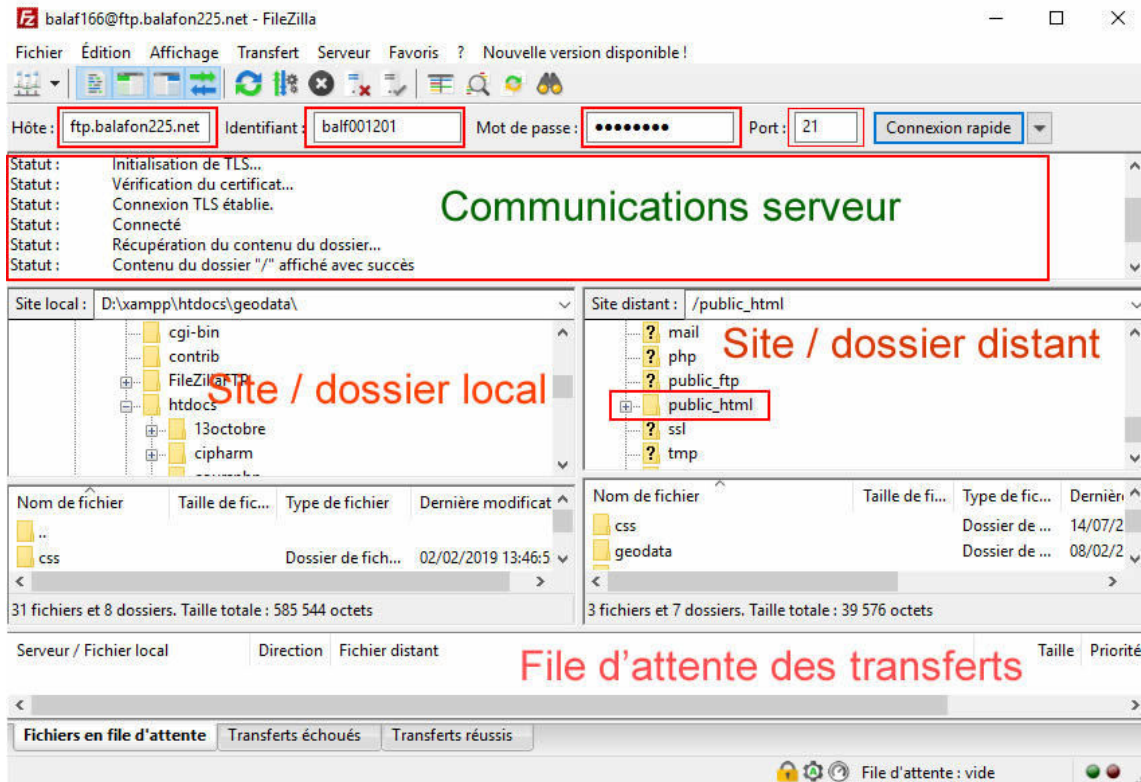 balaf166@ftp.balafon225.net - FileZilla
Fichier Édition Affichage Transfert Serveur Favoris ? Nouvelle version disponible !
Hôte : ftp.balafon225.net Identifiant : balf001201 Mot de passe : •••••••• Port : 21 Connexion rapide
Statut : Initialisation de TLS...
Statut : Vérification du certificat...
Statut : Connexion TLS établie.
Statut : Connecté
Statut : Récupération du contenu du dossier...
Statut : Contenu du dossier "/" affiché avec succès
Communications serveur
Site local : D:\xampp\htdocs\geodata\
cgi-bin
contrib
FileZillaFTP
htdocs
13octobre
cipharm
Site / dossier local
Site distant : /public_html
mail
php
public_ftp
public_html
ssl
tmp
Site / dossier distant
Nom de fichier Taille de fic... Type de fichier Dernière modificat
..
css Dossier de fich... 02/02/2019 13:46:5
31 fichiers et 8 dossiers. Taille totale : 585 544 octets
Nom de fichier Taille de fi... Type de fic... Dernièr
css Dossier de ... 14/07/2
geodata Dossier de ... 08/02/2
3 fichiers et 7 dossiers. Taille totale : 39 576 octets
Serveur / Fichier local Direction Fichier distant Taille Priorité
File d'attente des transferts
Fichiers en file d'attente Transferts échoués Transferts réussis
File d'attente : vide